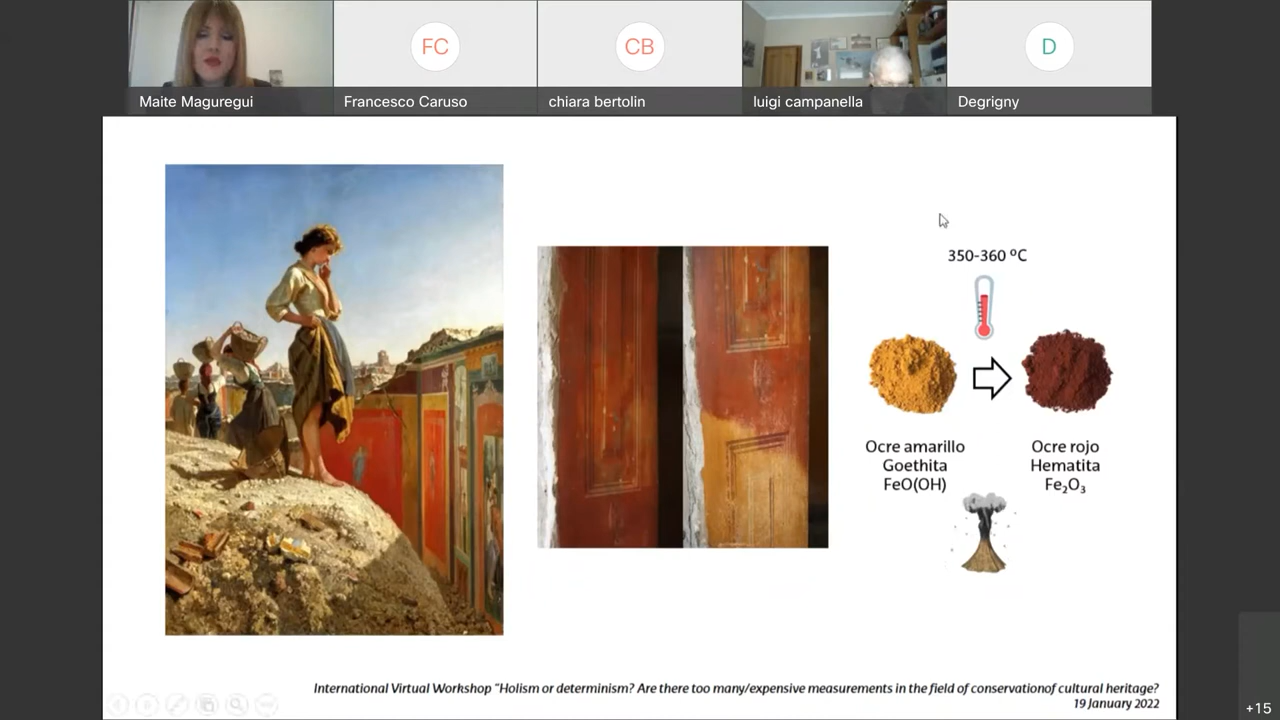 FC
CB
D
Maite Maguregui
Francesco Caruso
chiara bertolin
luigi campanella
Degrigny
350-360 ºC
Ocre amarillo
Goethita
FeO(OH)
Ocre rojo
Hematita
Fe₂O₃
International Virtual Workshop "Holism or determinism? Are there too many/expensive measurements in the field of conservationof cultural heritage?
19 January 2022
+15